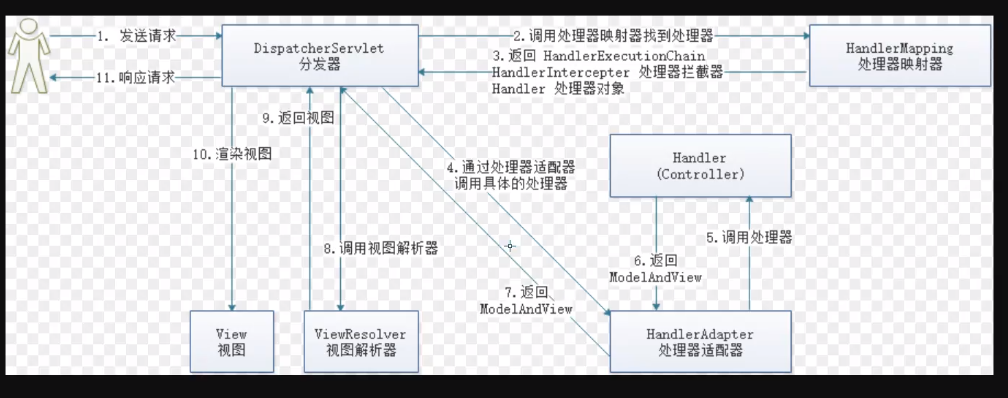 1. 发送请求
DispatcherServlet
分发器
2.调用处理器映射器找到处理器
3.返回 HandlerExecutionChain
HandlerIntercepter 处理器拦截器
Handler 处理器对象
HandlerMapping
处理器映射器
11.响应请求
9.返回视图
10.渲染视图
4.通过处理器适配器
调用具体的处理器
Handler
(Controller)
5.调用处理器
8.调用视图解析器
6.返回
ModelAndView
7.返回
ModelAndView
View
视图
ViewResolver
视图解析器
HandlerAdapter
处理器适配器